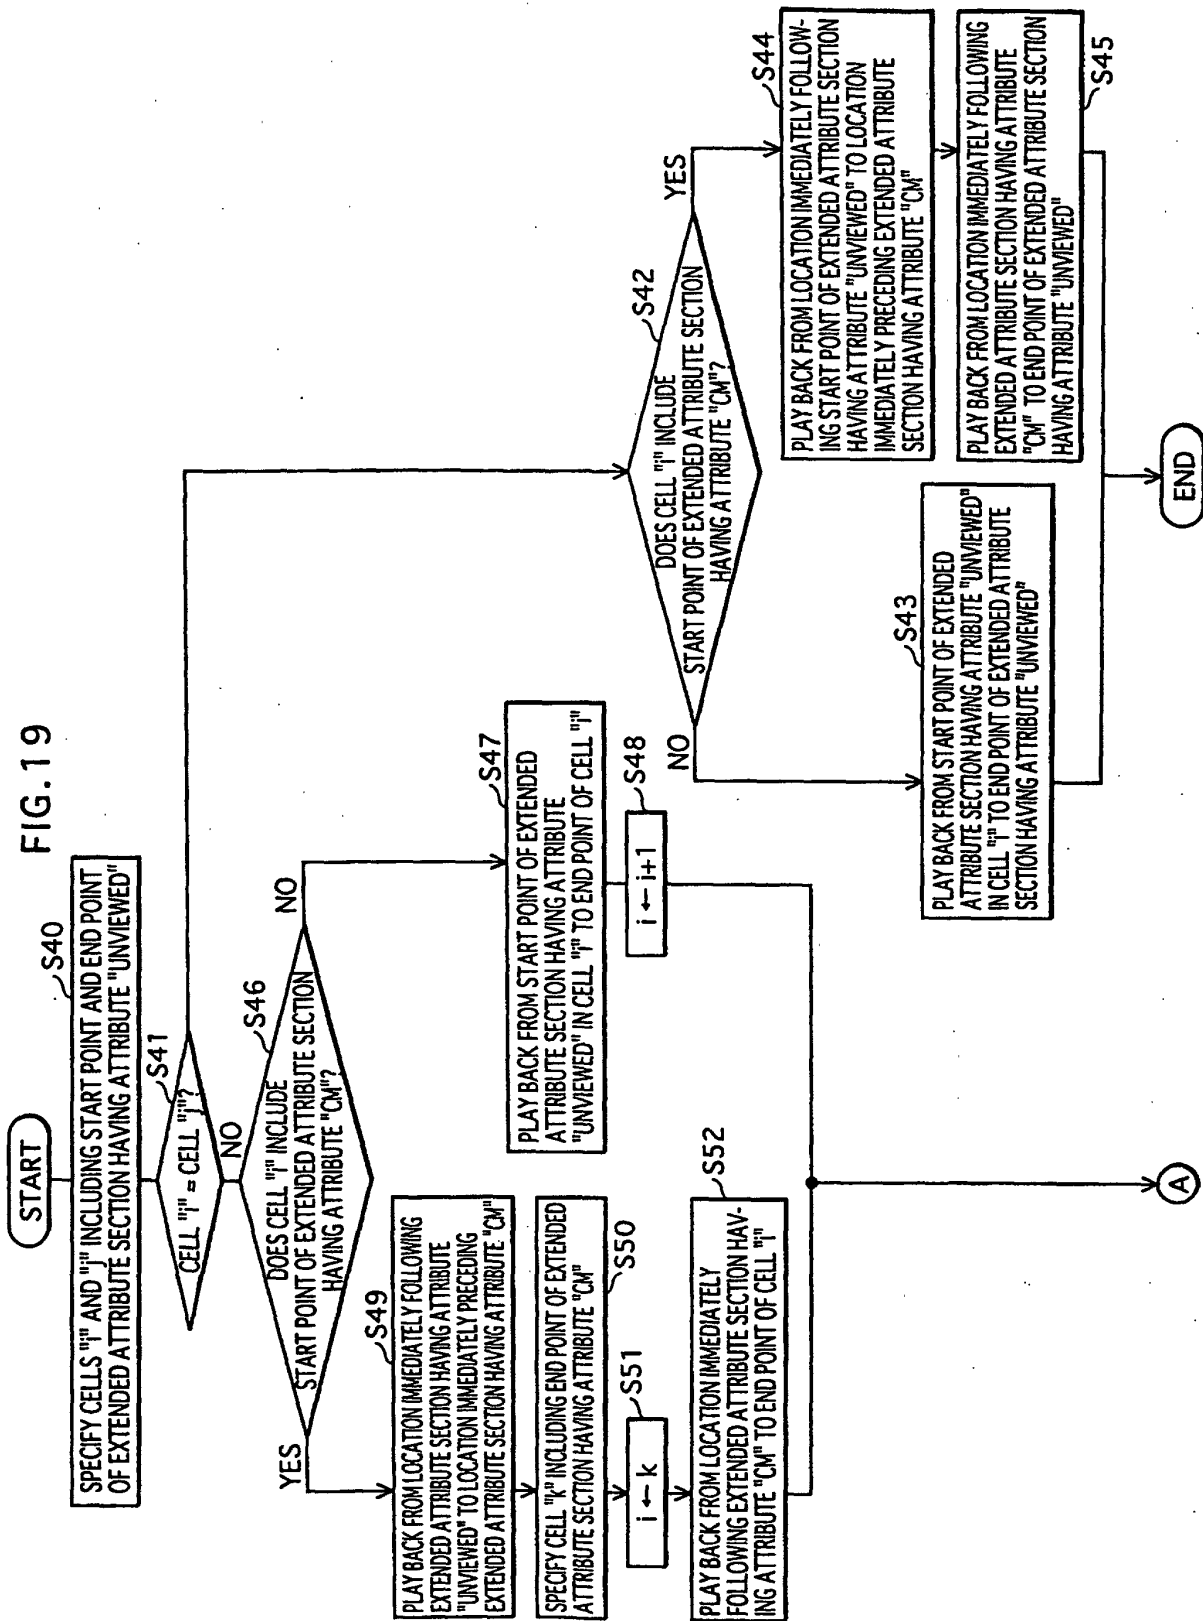 FIG.19
START
S40
SPECIFY CELLS "i" AND "j" INCLUDING START POINT AND END POINT
OF EXTENDED ATTRIBUTE SECTION HAVING ATTRIBUTE "UNVIEWED"
S41
CELL "i" = CELL "j"?
NO
S46
DOES CELL "i" INCLUDE
START POINT OF EXTENDED ATTRIBUTE SECTION
HAVING ATTRIBUTE "CM"?
YES
NO
S49
PLAY BACK FROM LOCATION IMMEDIATELY FOLLOWING
EXTENDED ATTRIBUTE SECTION HAVING ATTRIBUTE
"UNVIEWED" TO LOCATION IMMEDIATELY PRECEDING
EXTENDED ATTRIBUTE SECTION HAVING ATTRIBUTE "CM"
S50
SPECIFY CELL "k" INCLUDING END POINT OF EXTENDED
ATTRIBUTE SECTION HAVING ATTRIBUTE "CM"
S51
i ← k
S52
PLAY BACK FROM LOCATION IMMEDIATELY
FOLLOWING EXTENDED ATTRIBUTE SECTION HAV-
ING ATTRIBUTE "CM" TO END POINT OF CELL "i"
S47
PLAY BACK FROM START POINT OF EXTENDED
ATTRIBUTE SECTION HAVING ATTRIBUTE
"UNVIEWED" IN CELL "i" TO END POINT OF CELL "i"
S48
i ← i+1
A
S42
DOES CELL "i" INCLUDE
START POINT OF EXTENDED ATTRIBUTE SECTION
HAVING ATTRIBUTE "CM"?
NO
YES
S43
PLAY BACK FROM START POINT OF EXTENDED
ATTRIBUTE SECTION HAVING ATTRIBUTE "UNVIEWED"
IN CELL "i" TO END POINT OF EXTENDED ATTRIBUTE
SECTION HAVING ATTRIBUTE "UNVIEWED"
S44
PLAY BACK FROM LOCATION IMMEDIATELY FOLLOW-
ING START POINT OF EXTENDED ATTRIBUTE SECTION
HAVING ATTRIBUTE "UNVIEWED" TO LOCATION
IMMEDIATELY PRECEDING EXTENDED ATTRIBUTE
SECTION HAVING ATTRIBUTE "CM"
S45
PLAY BACK FROM LOCATION IMMEDIATELY FOLLOWING
EXTENDED ATTRIBUTE SECTION HAVING ATTRIBUTE
"CM" TO END POINT OF EXTENDED ATTRIBUTE SECTION
HAVING ATTRIBUTE "UNVIEWED"
END